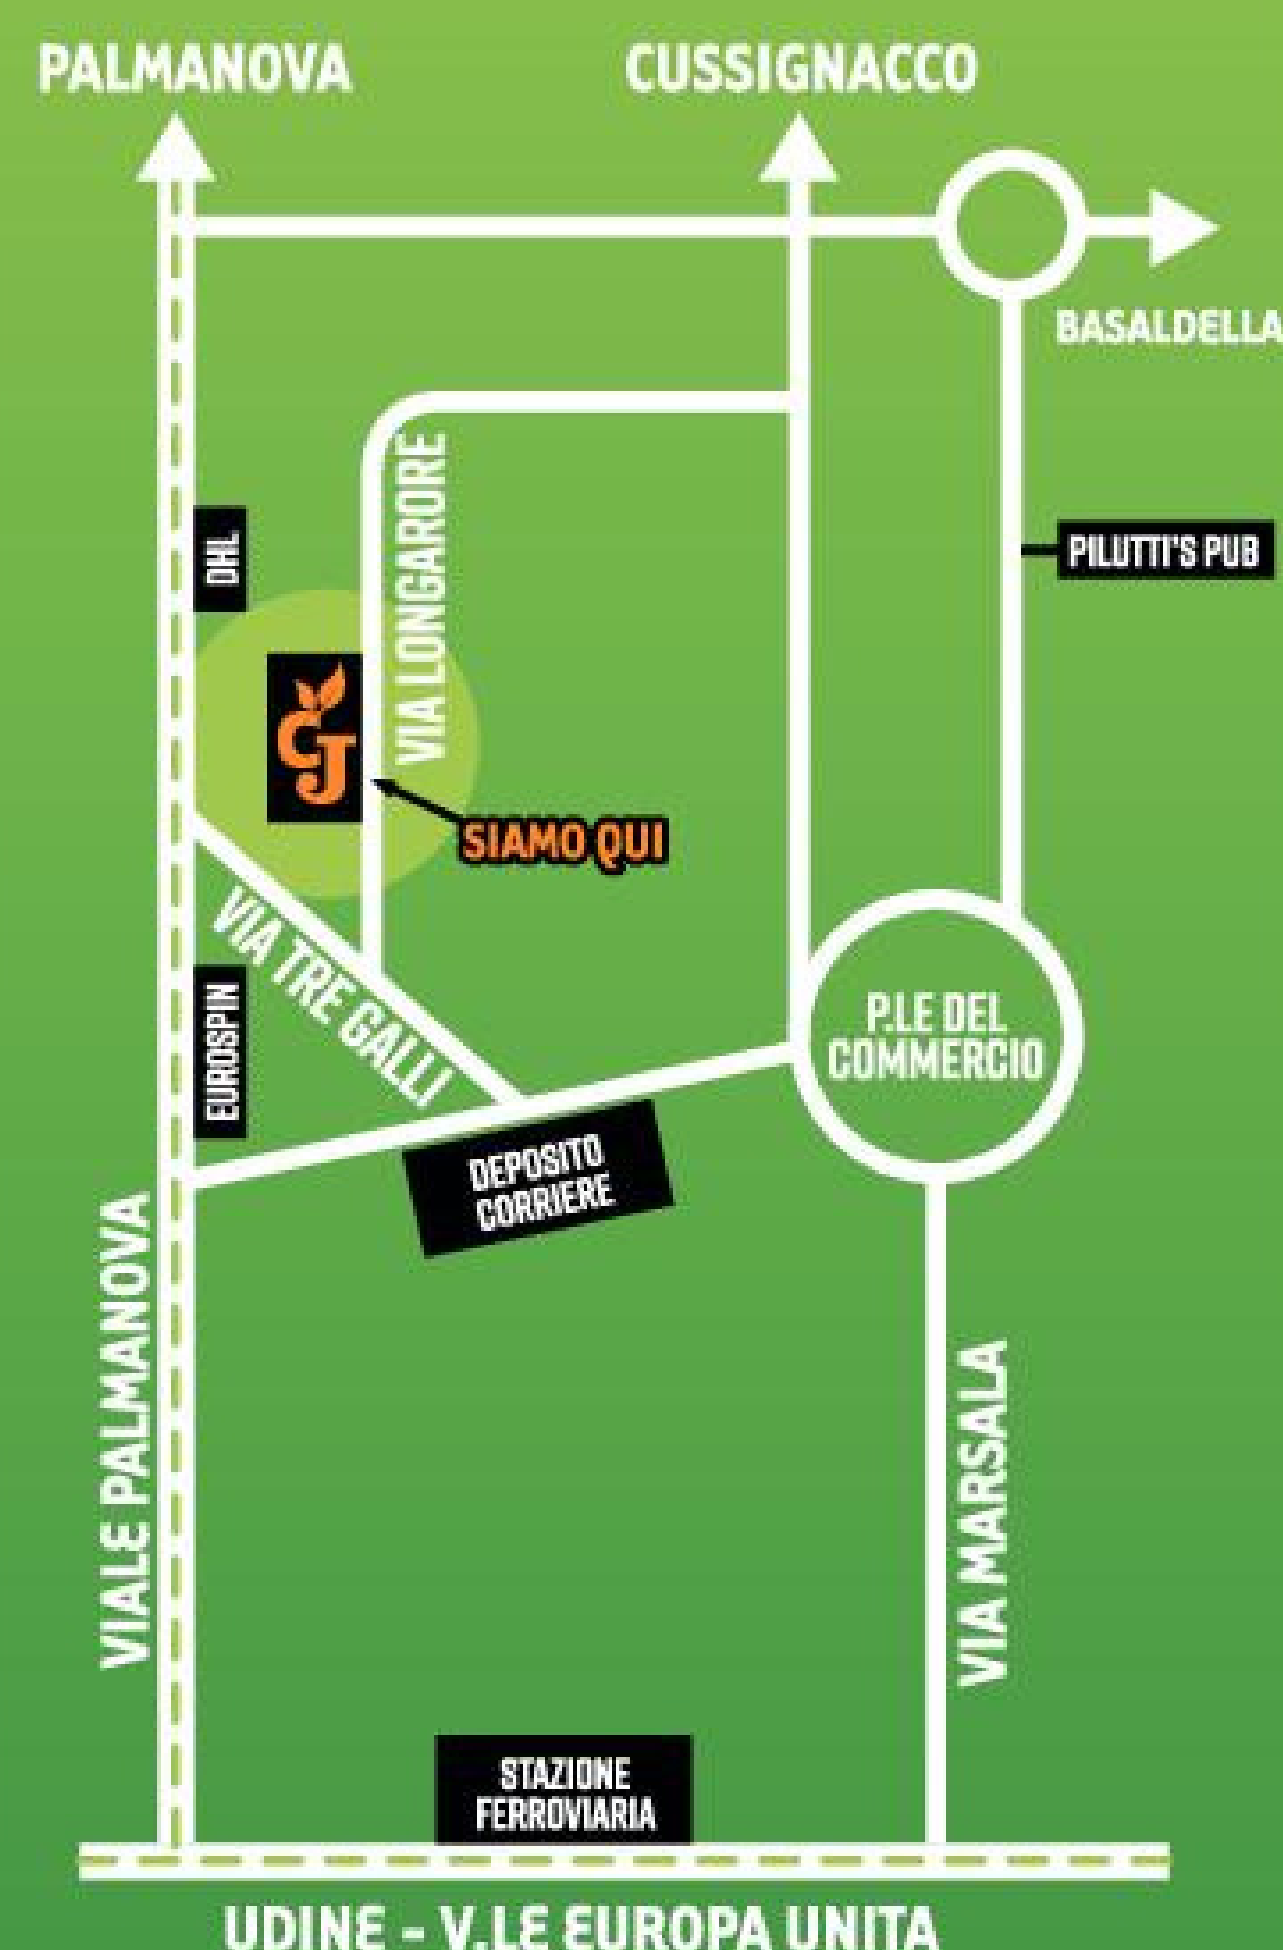 PALMANOVA
CUSSIGNACCO
BASALDELLA
DHL
VIA LONGARORE
PILUTTI'S PUB
CJ
SIAMO QUI
VIA TRE GALLI
EUROSPIN
P.LE DEL
COMMERCIO
DEPOSITO
CORRIERE
VIALE PALMANOVA
VIA MARSALA
STAZIONE
FERROVIARIA
UDINE - V.LE EUROPA UNITA